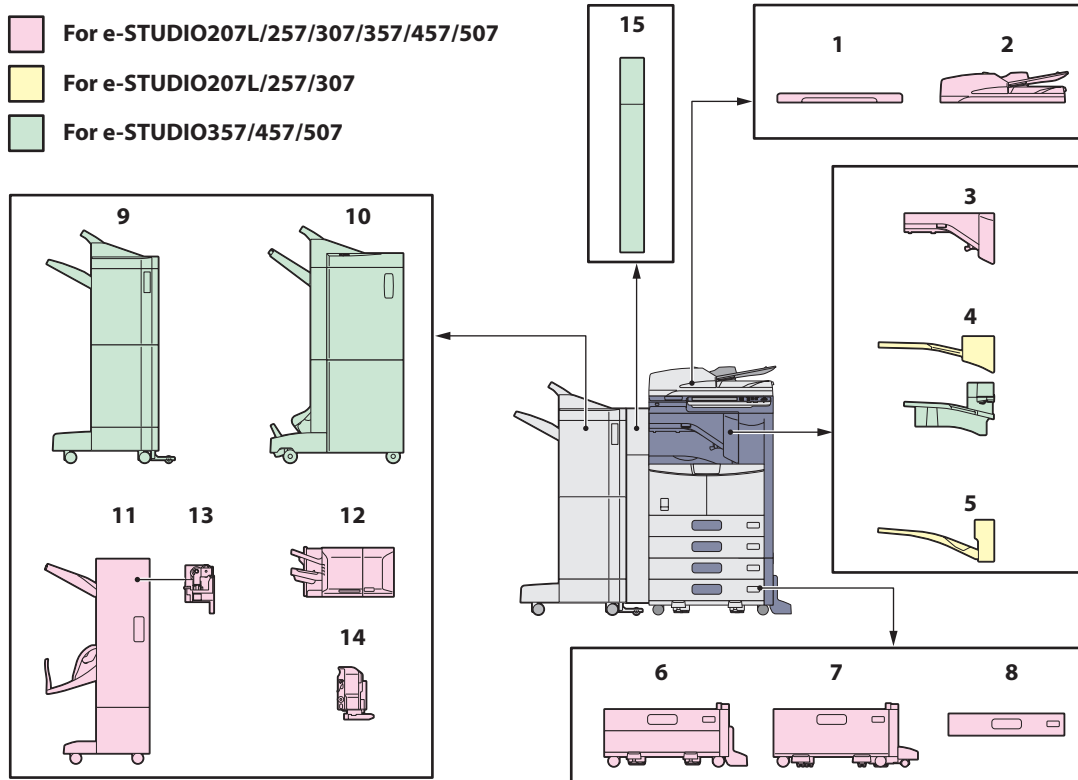 For e-STUDIO207L/257/307/357/457/507
For e-STUDIO207L/257/307
For e-STUDIO357/457/507
15
1 2
3
4
5
9 10
11 13 12
14
6 7 8